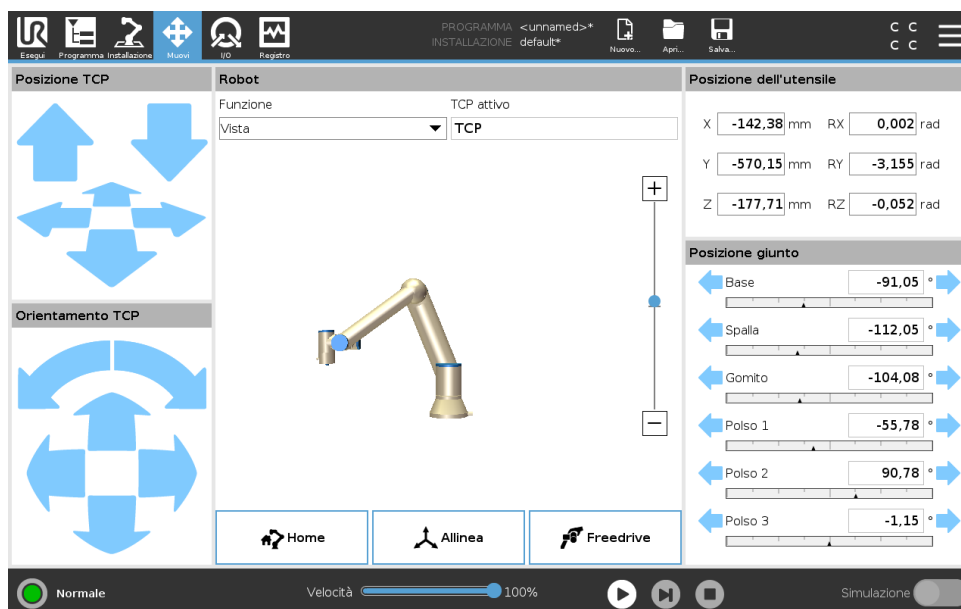 UR
Esegui
Programma
Installazione
Muovi
I/O
Registro
PROGRAMMA <unnamed>*
INSTALLAZIONE default*
Nuovo...
Apri...
Salva...
C C
C C
Posizione TCP
Orientamento TCP
Robot
Funzione
Vista
TCP attivo
TCP
+
−
Home
Allinea
Freedrive
Posizione dell'utensile
X -142,38 mm RX 0,002 rad
Y -570,15 mm RY -3,155 rad
Z -177,71 mm RZ -0,052 rad
Posizione giunto
Base -91,05 °
Spalla -112,05 °
Gomito -104,08 °
Polso 1 -55,78 °
Polso 2 90,78 °
Polso 3 -1,15 °
Normale
Velocità 100%
Simulazione